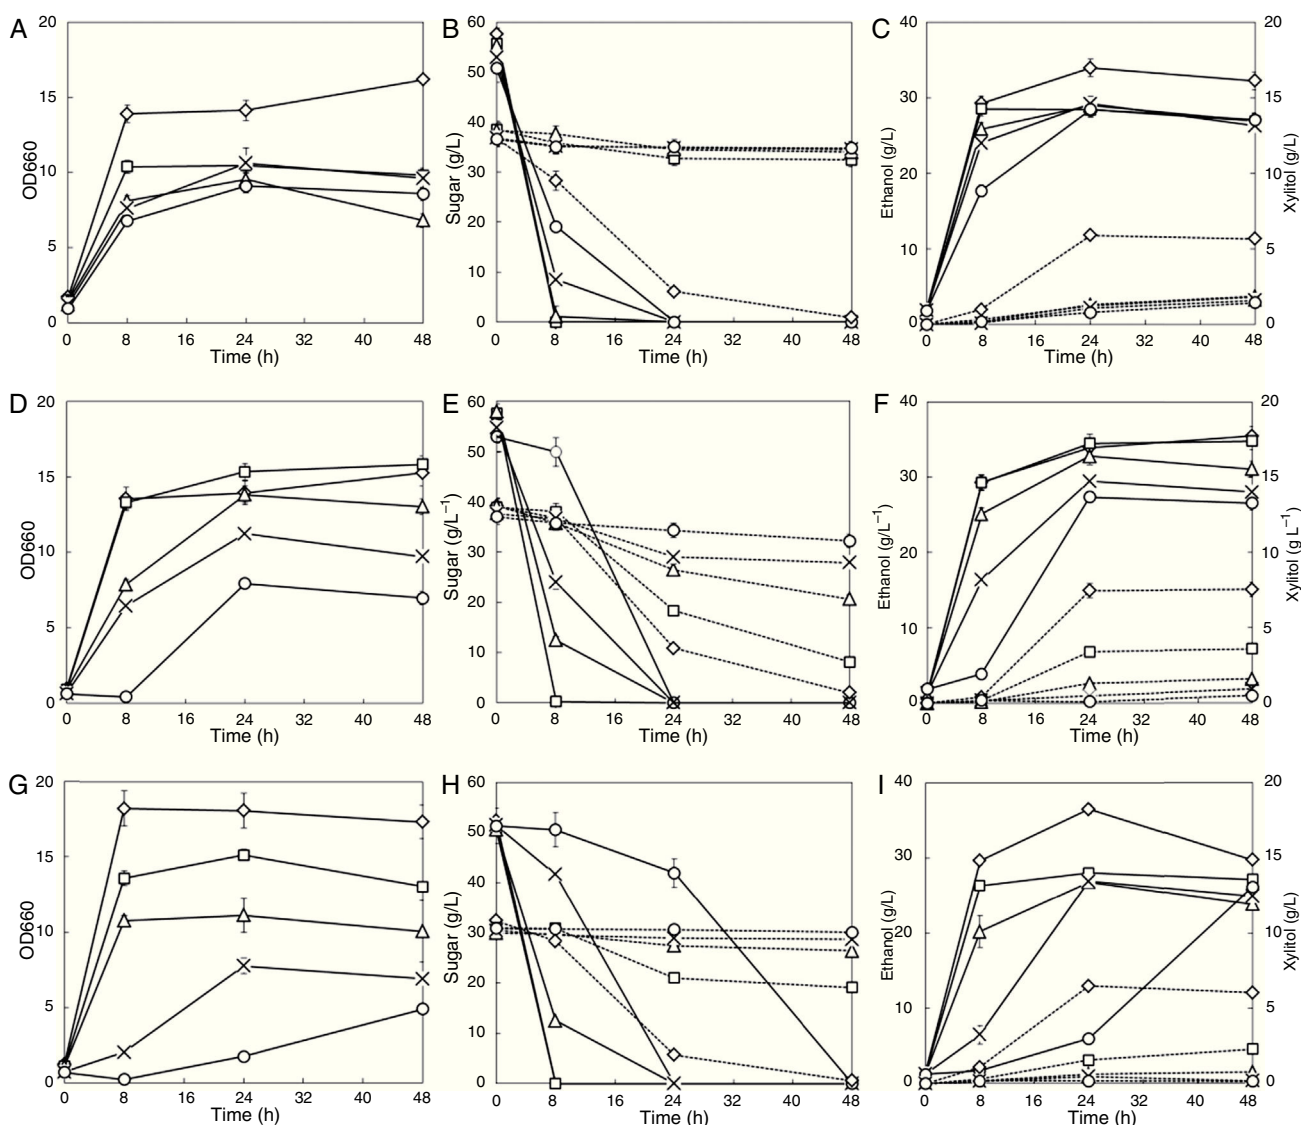 A
20
15
10
5
0
OD660
0 8 16 24 32 40 48
Time (h)
B
60
50
40
30
20
10
0
Sugar (g/L)
0 8 16 24 32 40 48
Time (h)
C
40
30
20
10
0
Ethanol (g/L)
20
15
10
5
0
Xylitol (g/L)
0 8 16 24 32 40 48
Time (h)
D
20
15
10
5
0
OD660
0 8 16 24 32 40 48
Time (h)
E
60
50
40
30
20
10
0
Sugar (g/L⁻¹)
0 8 16 24 32 40 48
Time (h)
F
40
30
20
10
0
Ethanol (g/L⁻¹)
20
15
10
5
0
Xylitol (g L⁻¹)
0 8 16 24 32 40 48
Time (h)
G
20
15
10
5
0
OD660
0 8 16 24 32 40 48
Time (h)
H
60
50
40
30
20
10
0
Sugar (g/L)
0 8 16 24 32 40 48
Time (h)
I
40
30
20
10
0
Ethanol (g/L)
20
15
10
5
0
Xylitol (g/L)
0 8 16 24 32 40 48
Time (h)